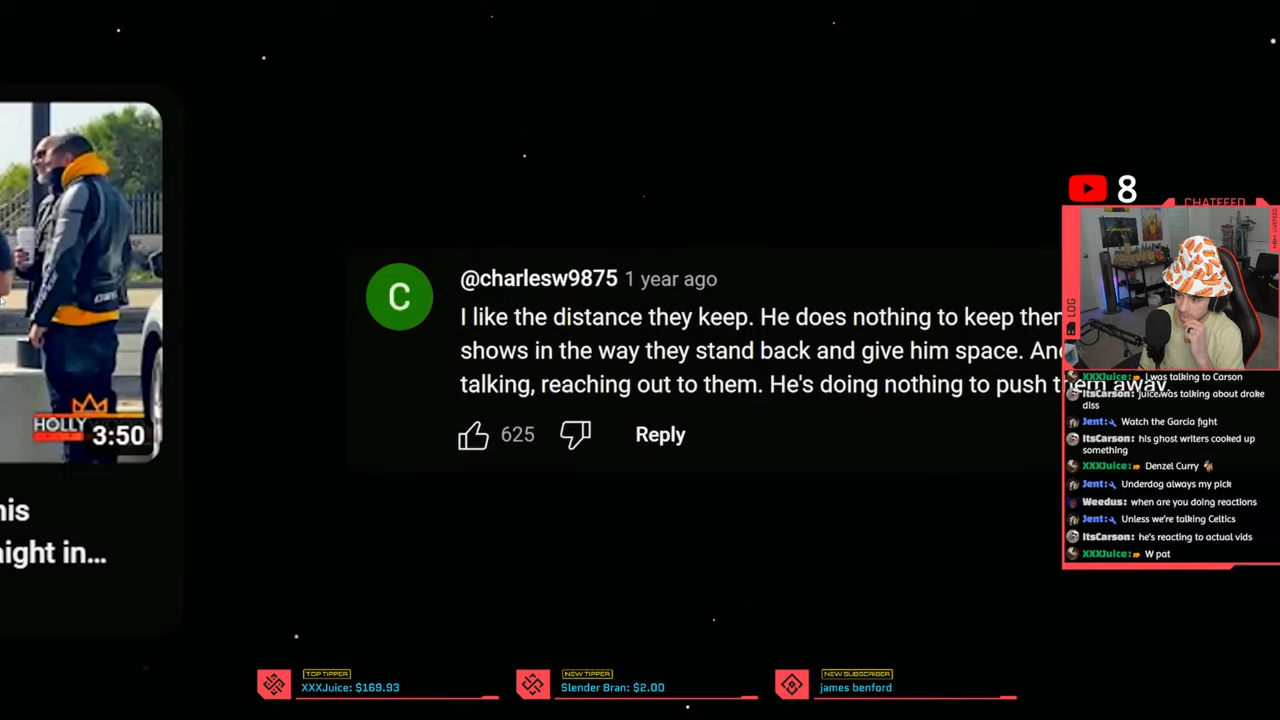 8
CHATFEED
LOG
@charlesw9875 1 year ago
I like the distance they keep. He does nothing to keep
shows in the way they stand back and give him space.
talking, reaching out to them. He's doing nothing to push them away.
625
Reply
HOLLY
3:50
his
aight in...
XXXJuice: I was talking to Carson
ItsCarson: juice was talking about drake
diss
Jent: Watch the Garcia fight
ItsCarson: his ghost writers cooked up
something
XXXJuice: Denzel Curry
Jent: Underdog always my pick
Weedus: when are you doing reactions
Jent: Unless we're talking Celtics
ItsCarson: he's reacting to actual vids
XXXJuice: W pat
TOP TIPPER
XXXJuice: $169.93
NEW TIPPER
Slender Bran: $2.00
NEW SUBSCRIBER
james benford